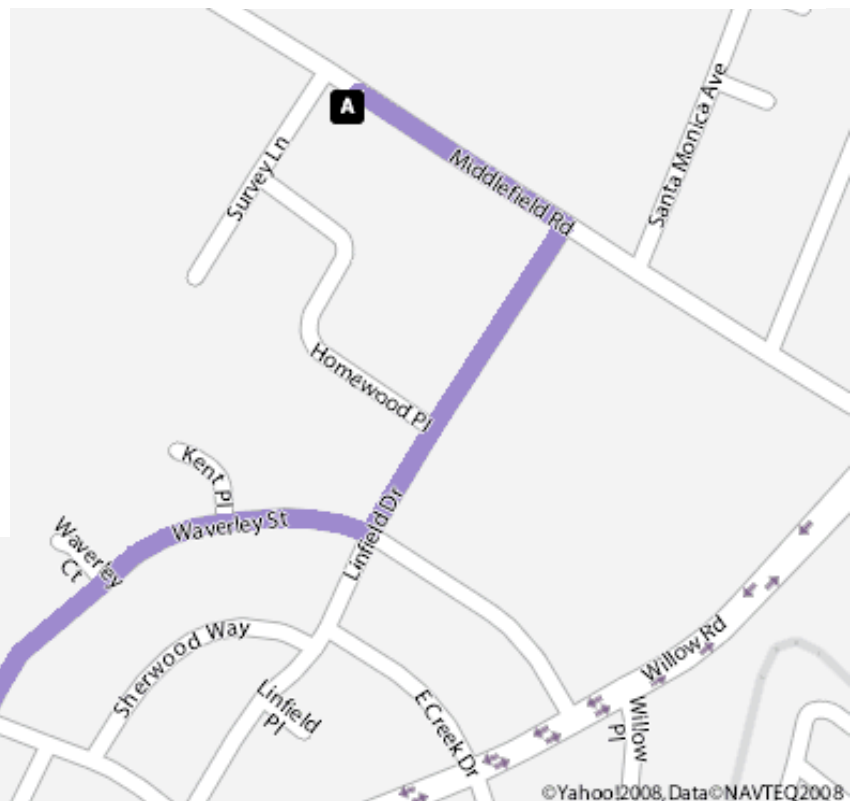 A
Middlefield Rd
Santa Monica Ave
Survey Ln
Homewood Pl
Kent Pl
Waverley St
Linfield Dr
Waverley
Ct
Sherwood Way
Linfield
Pl
E Creek Dr
Willow Rd
Willow
Pl
©Yahoo!2008, Data©NAVTEQ2008